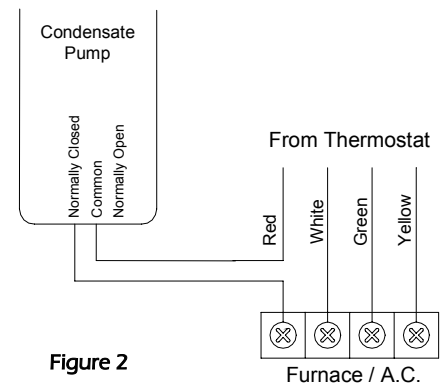 Condensate
Pump
Normally Closed
Common
Normally Open
From Thermostat
Red
White
Green
Yellow
Figure 2
Furnace / A.C.